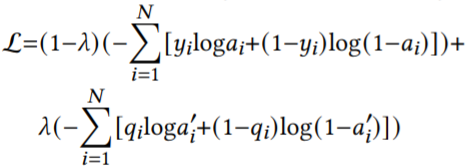 ℒ=(1−λ)(−∑_{i=1}^{N}[y_i loga_i+(1−y_i)log(1−a_i)])+
λ(−∑_{i=1}^{N}[q_i loga′_i+(1−q_i)log(1−a′_i)])